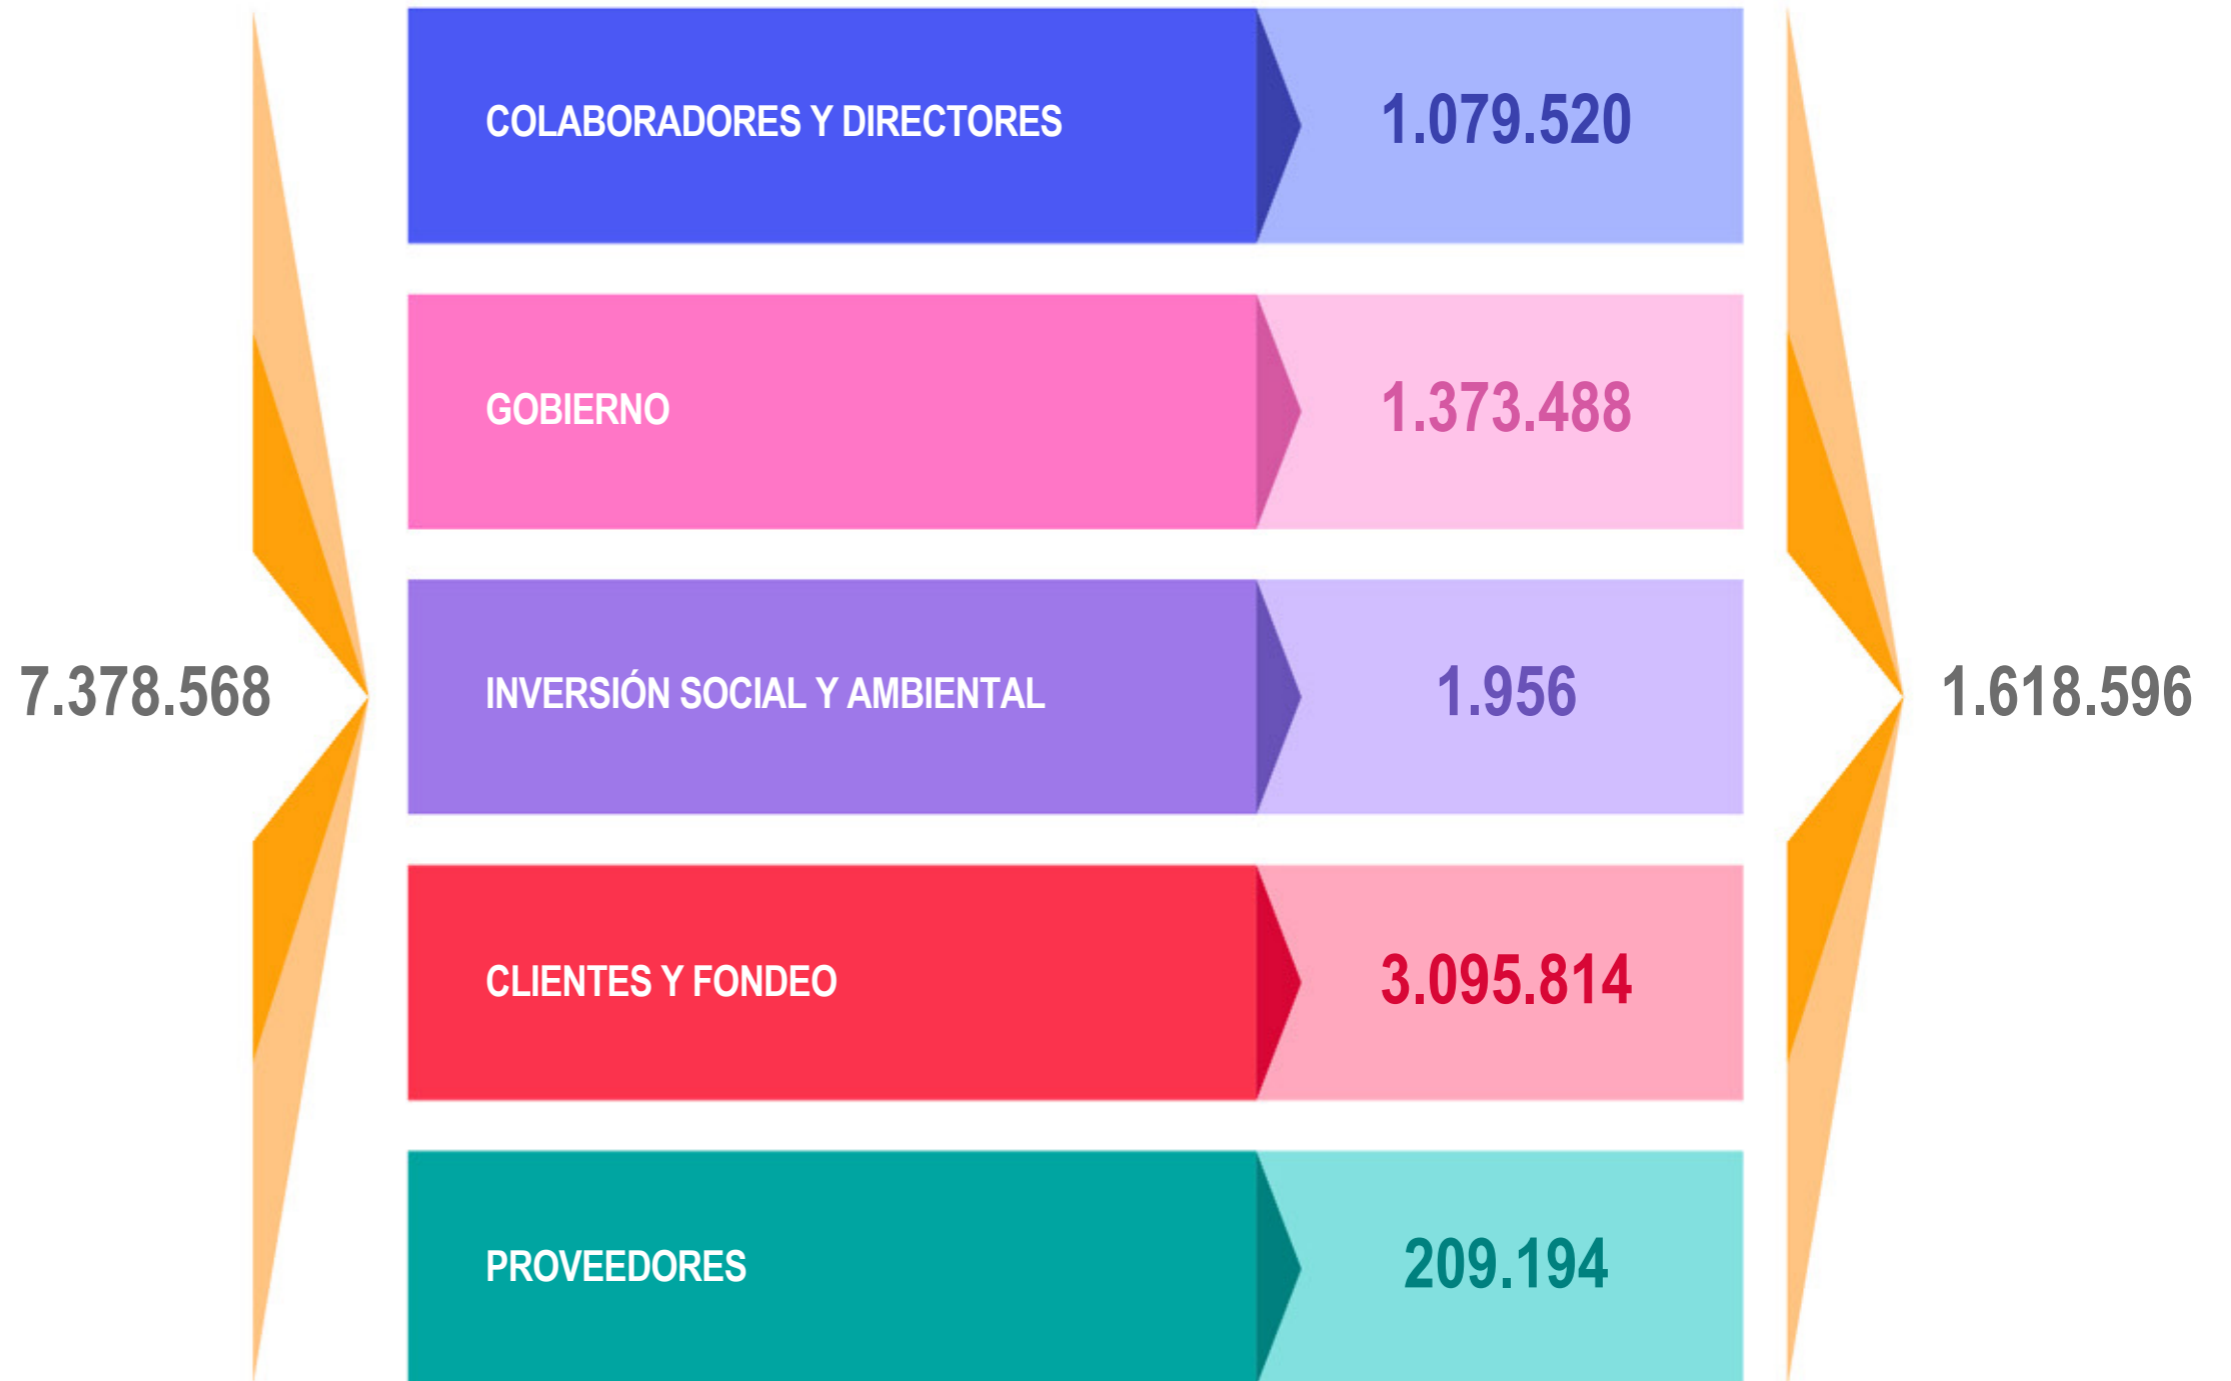 COLABORADORES Y DIRECTORES
1.079.520
GOBIERNO
1.373.488
7.378.568
INVERSIÓN SOCIAL Y AMBIENTAL
1.956
1.618.596
CLIENTES Y FONDEO
3.095.814
PROVEEDORES
209.194